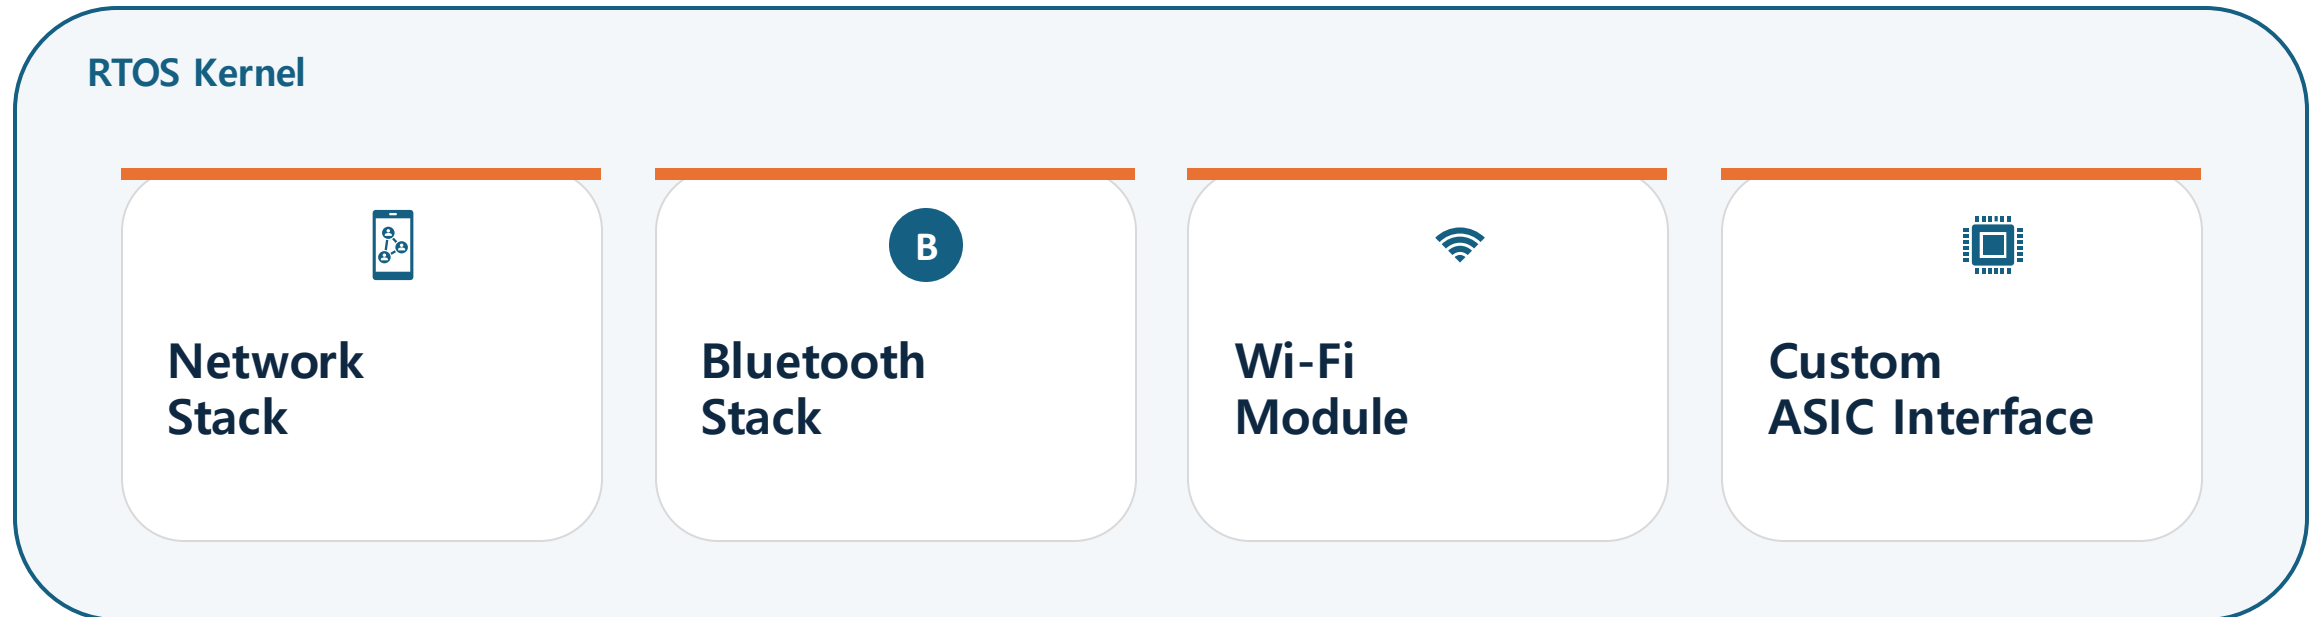 RTOS Kernel
B
Network
Stack
Bluetooth
Stack
Wi-Fi
Module
Custom
ASIC Interface